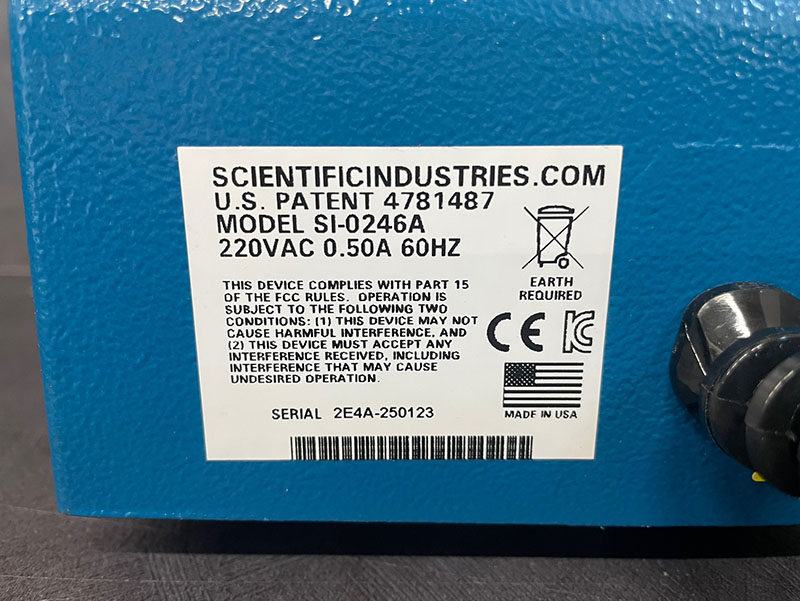 SCIENTIFICINDUSTRIES.COM
U.S. PATENT 4781487
MODEL SI-0246A
220VAC 0.50A 60HZ
EARTH
REQUIRED
THIS DEVICE COMPLIES WITH PART 15
OF THE FCC RULES. OPERATION IS
SUBJECT TO THE FOLLOWING TWO
CONDITIONS: (1) THIS DEVICE MAY NOT
CAUSE HARMFUL INTERFERENCE, AND
(2) THIS DEVICE MUST ACCEPT ANY
INTERFERENCE RECEIVED, INCLUDING
INTERFERENCE THAT MAY CAUSE
UNDESIRED OPERATION.
CE
KC
MADE IN USA
SERIAL 2E4A-250123